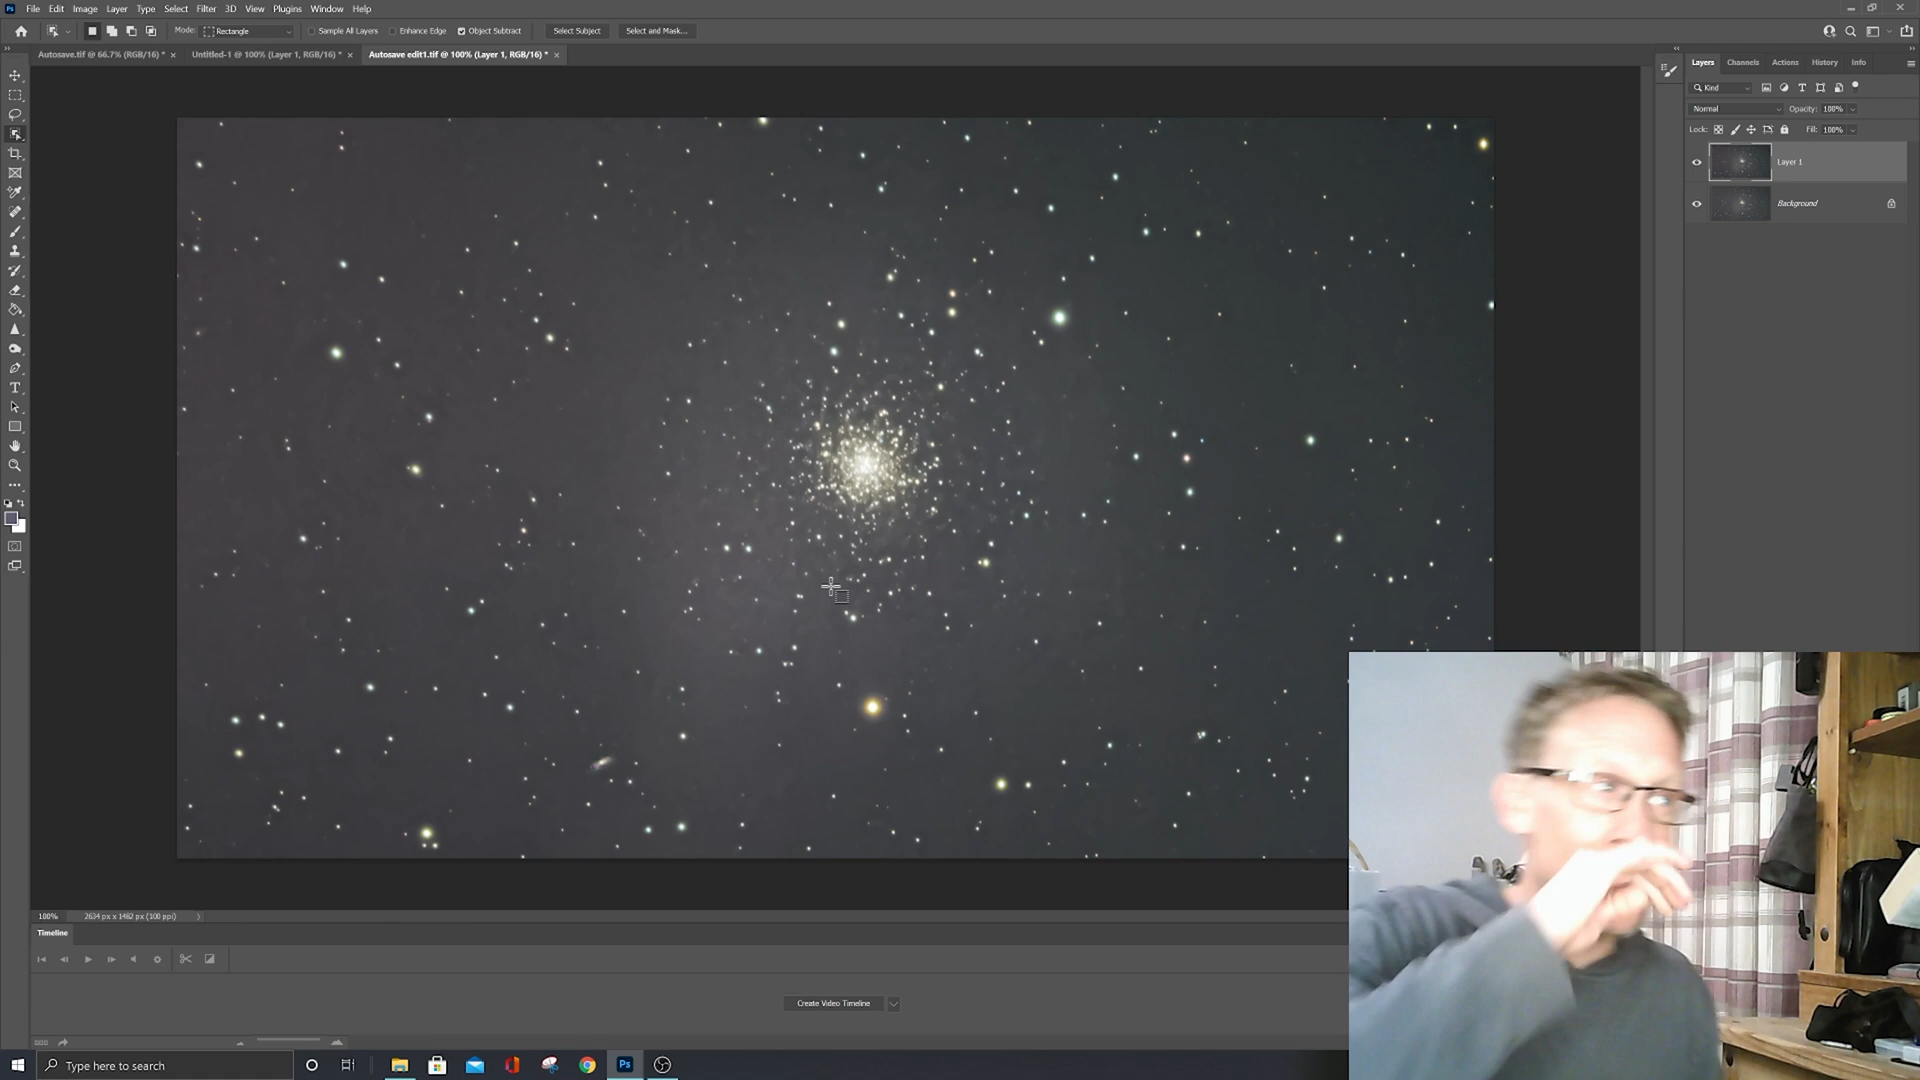 Ps File Edit Image Layer Type Select Filter 3D View Plugins Window Help
Mode: Rectangle Sample All Layers Enhance Edge Object Subtract Select Subject Select and Mask...
Autosave.tif @ 66.7% (RGB/16) * × Untitled-1 @ 100% (Layer 1, RGB/16) * × Autosave edit1.tif @ 100% (Layer 1, RGB/16) * ×
Layers Channels Actions History Info
Kind
Normal Opacity: 100%
Lock: Fill: 100%
Layer 1
Background
100% 2634 px x 1482 px (100 ppi)
Timeline
Create Video Timeline
Type here to search Ps